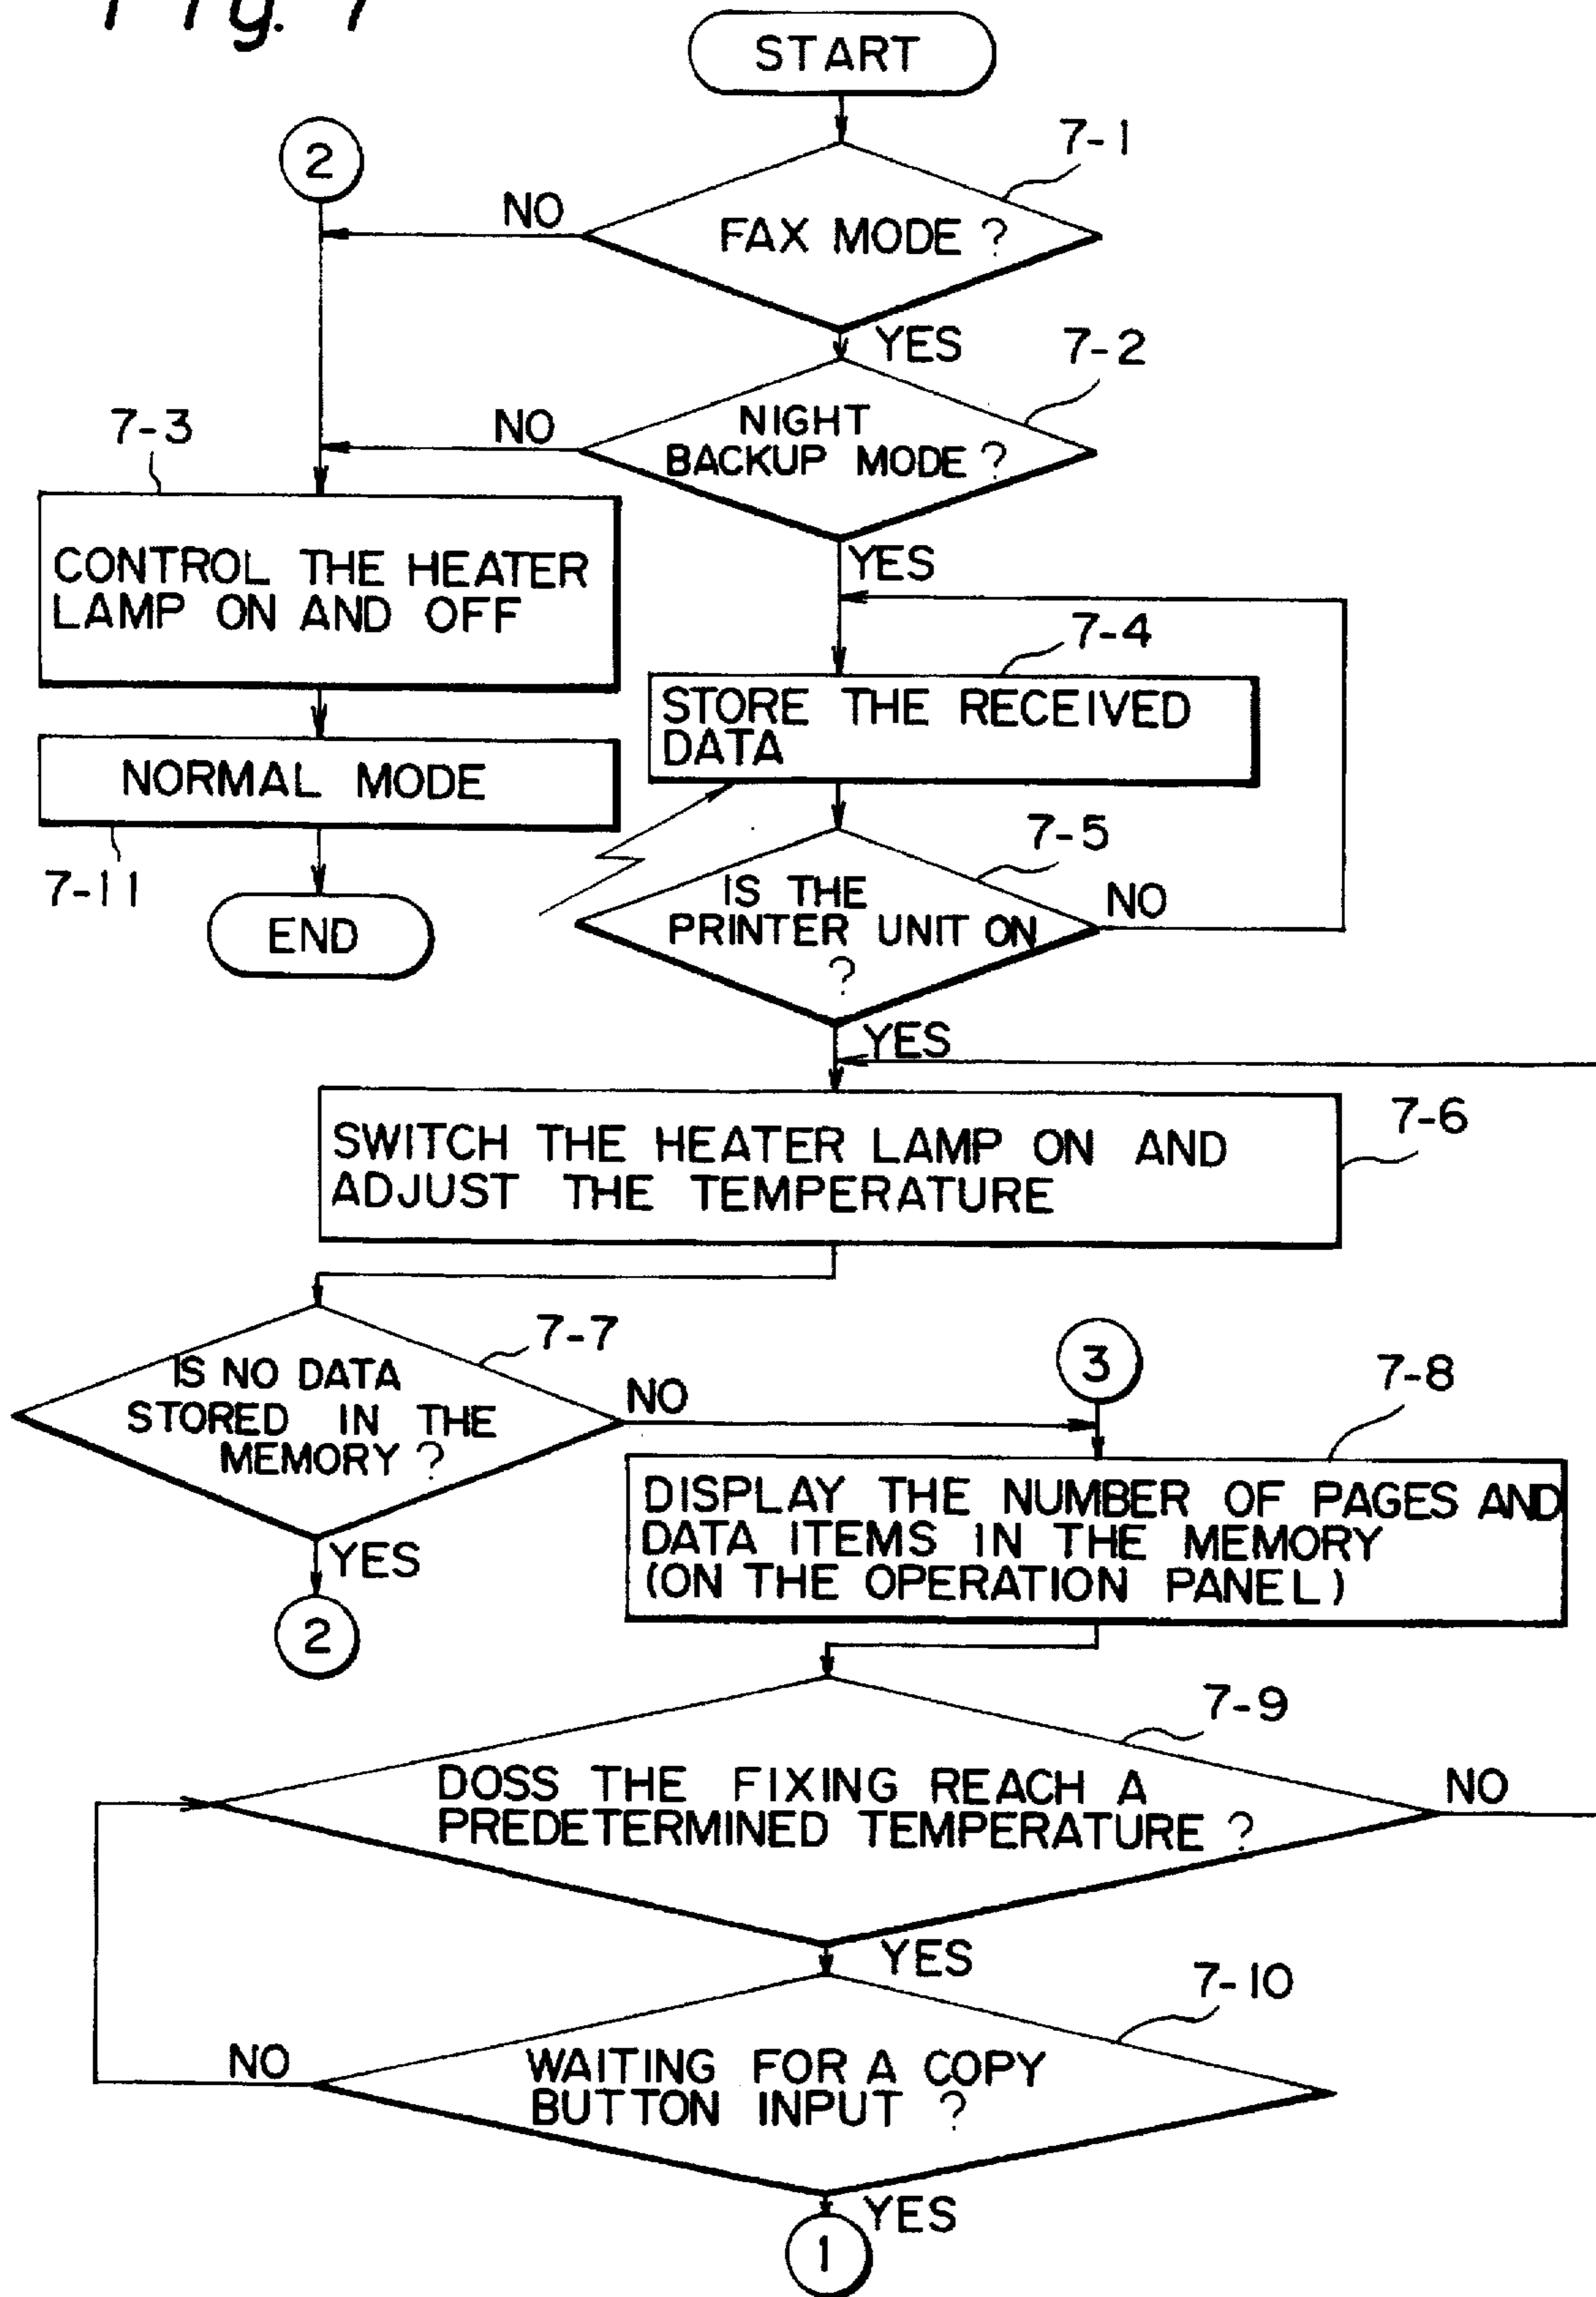 Fig. 7
START
7-1
2
NO
FAX MODE ?
YES
7-2
7-3
NO
NIGHT
BACKUP MODE ?
YES
CONTROL THE HEATER
LAMP ON AND OFF
7-4
STORE THE RECEIVED
DATA
NORMAL MODE
7-11
7-5
IS THE
PRINTER UNIT ON
?
NO
END
YES
7-6
SWITCH THE HEATER LAMP ON AND
ADJUST THE TEMPERATURE
7-7
IS NO DATA
STORED IN THE
MEMORY ?
NO
3
7-8
DISPLAY THE NUMBER OF PAGES AND
DATA ITEMS IN THE MEMORY
(ON THE OPERATION PANEL)
YES
2
7-9
DOSS THE FIXING REACH A
PREDETERMINED TEMPERATURE ?
NO
YES
7-10
NO
WAITING FOR A COPY
BUTTON INPUT ?
YES
1